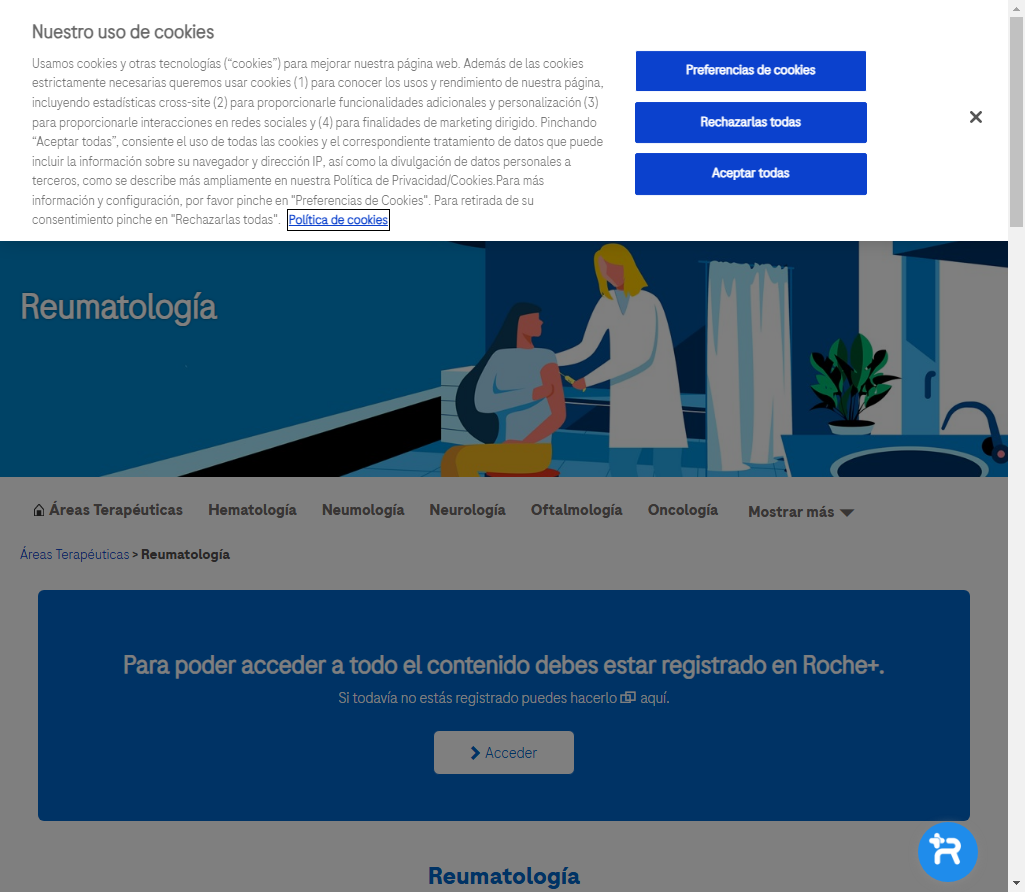 Nuestro uso de cookies
Usamos cookies y otras tecnologías (“cookies”) para mejorar nuestra página web. Además de las cookies
estrictamente necesarias queremos usar cookies (1) para conocer los usos y rendimiento de nuestra página,
incluyendo estadísticas cross-site (2) para proporcionarle funcionalidades adicionales y personalización (3)
para proporcionarle interacciones en redes sociales y (4) para finalidades de marketing dirigido. Pinchando
“Aceptar todas”, consiente el uso de todas las cookies y el correspondiente tratamiento de datos que puede
incluir la información sobre su navegador y dirección IP, así como la divulgación de datos personales a
terceros, como se describe más ampliamente en nuestra Política de Privacidad/Cookies.Para más
información y configuración, por favor pinche en "Preferencias de Cookies". Para retirada de su
consentimiento pinche en "Rechazarlas todas". Política de cookies
Preferencias de cookies
Rechazarlas todas
Aceptar todas
Reumatología
Áreas Terapéuticas Hematología Neumología Neurología Oftalmología Oncología Mostrar más
Áreas Terapéuticas > Reumatología
Para poder acceder a todo el contenido debes estar registrado en Roche+.
Si todavía no estás registrado puedes hacerlo aquí.
Acceder
Reumatología